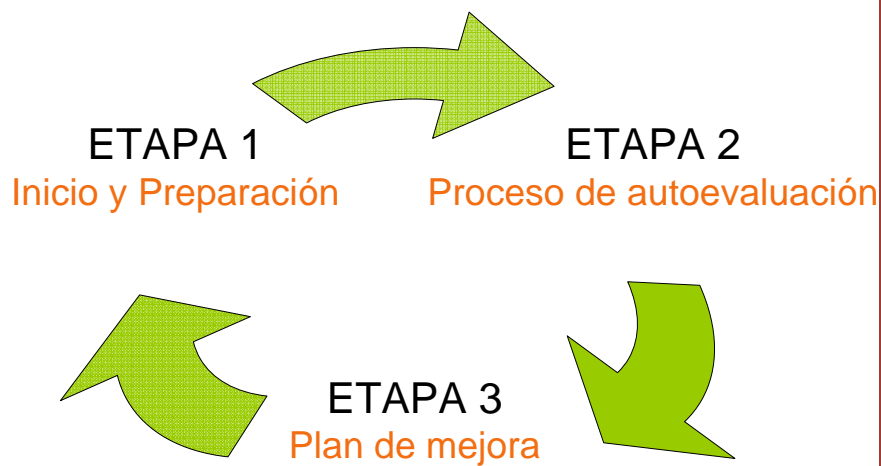 ETAPA 1
Inicio y Preparación
ETAPA 2
Proceso de autoevaluación
ETAPA 3
Plan de mejora